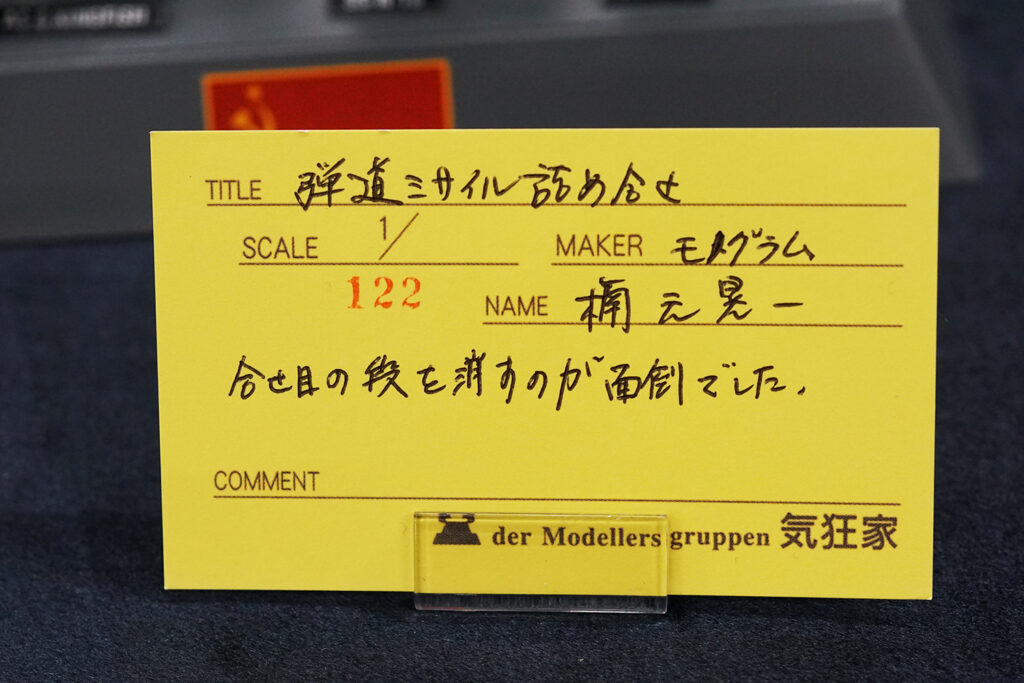 TITLE 弾道ミサイル詰め合せ
SCALE 1/
MAKER モノグラム
122
NAME 楠元晃一
合せ目の段を消すのが面倒でした.
COMMENT
der Modellers gruppen 気狂家